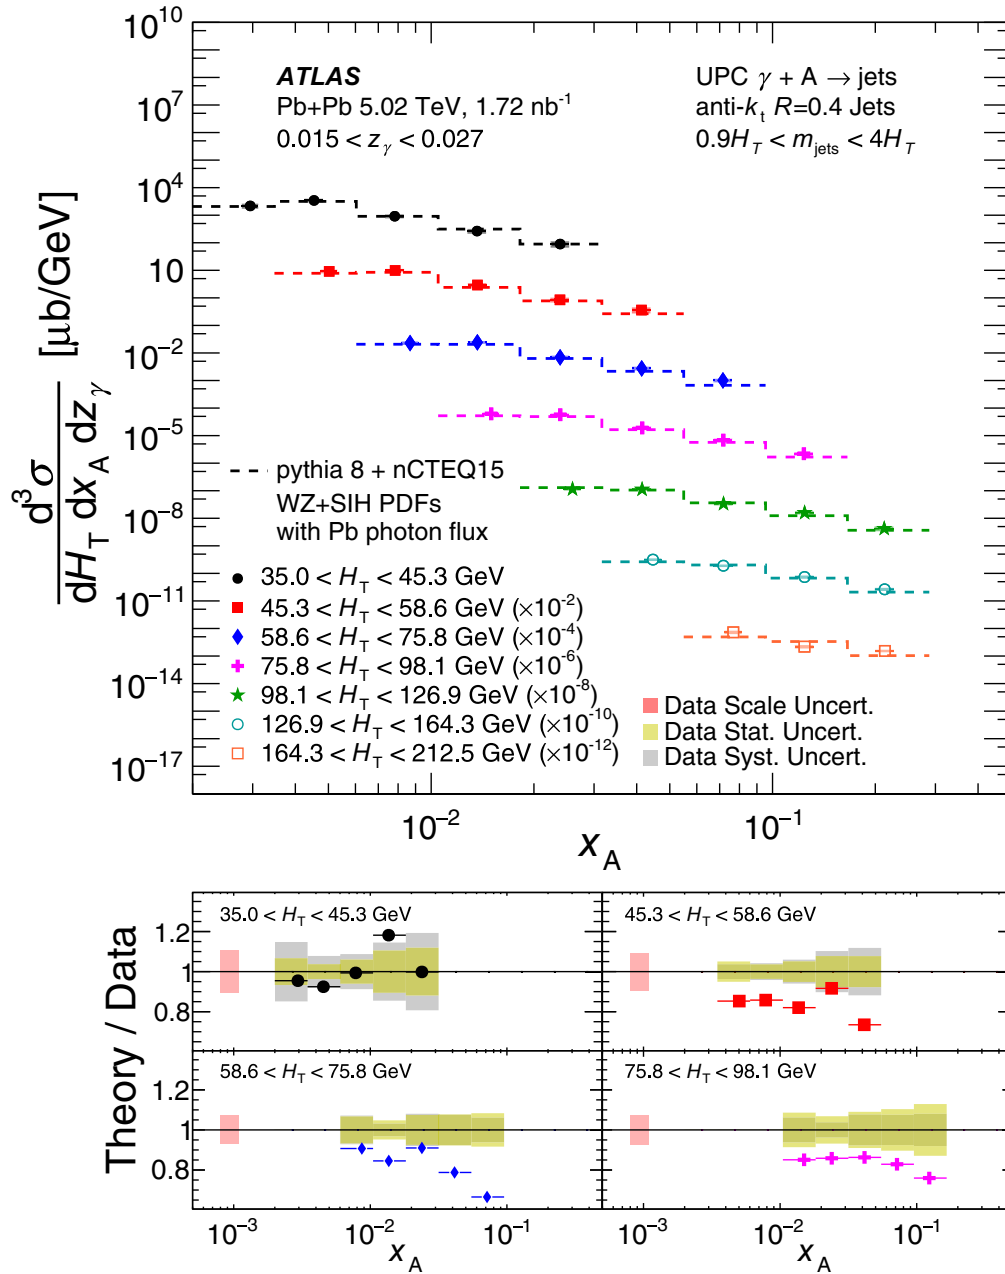 10^10
10^7
10^4
10
10^-2
10^-5
10^-8
10^-11
10^-14
10^-17
d³σ
dH_T dx_A dz_γ
[μb/GeV]
ATLAS
Pb+Pb 5.02 TeV, 1.72 nb^-1
0.015 < z_γ < 0.027
UPC γ + A → jets
anti-k_t R=0.4 Jets
0.9H_T < m_jets < 4H_T
pythia 8 + nCTEQ15
WZ+SIH PDFs
with Pb photon flux
35.0 < H_T < 45.3 GeV
45.3 < H_T < 58.6 GeV (×10^-2)
58.6 < H_T < 75.8 GeV (×10^-4)
75.8 < H_T < 98.1 GeV (×10^-6)
98.1 < H_T < 126.9 GeV (×10^-8)
126.9 < H_T < 164.3 GeV (×10^-10)
164.3 < H_T < 212.5 GeV (×10^-12)
Data Scale Uncert.
Data Stat. Uncert.
Data Syst. Uncert.
10^-2 10^-1
x_A
Theory / Data
35.0 < H_T < 45.3 GeV
1.2
1
0.8
45.3 < H_T < 58.6 GeV
58.6 < H_T < 75.8 GeV
1.2
1
0.8
75.8 < H_T < 98.1 GeV
10^-3 10^-2 10^-1
x_A
10^-3 10^-2 10^-1
x_A